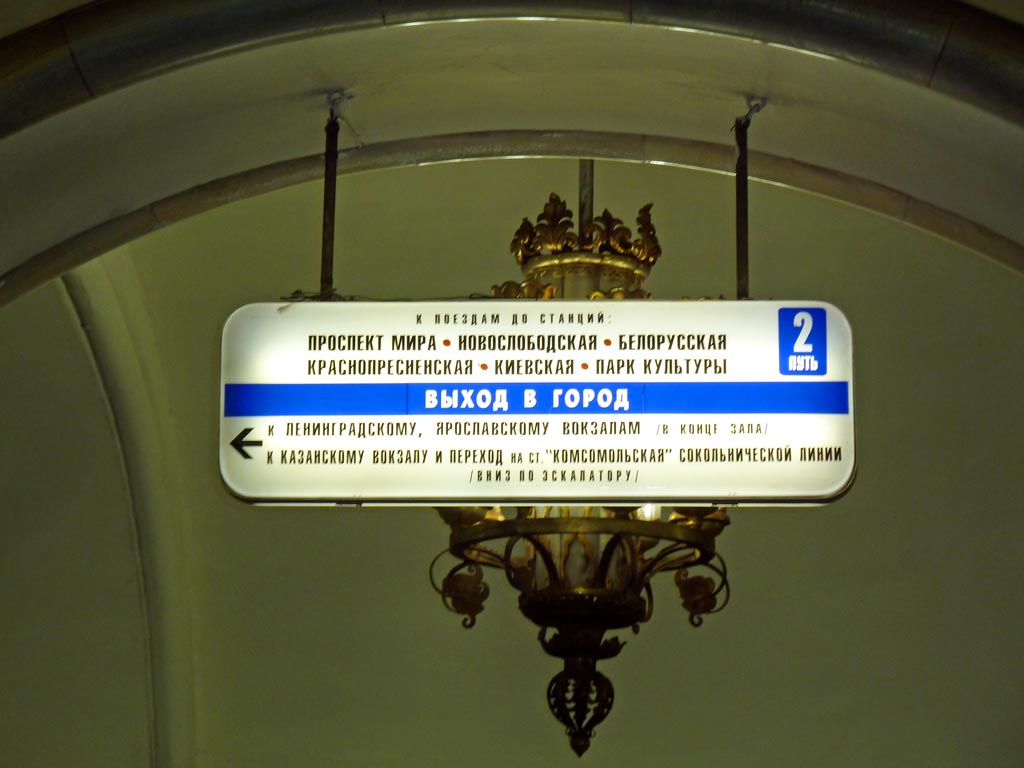 К ПОЕЗДАМ ДО СТАНЦИЙ:
ПРОСПЕКТ МИРА • НОВОСЛОБОДСКАЯ • БЕЛОРУССКАЯ
КРАСНОПРЕСНЕНСКАЯ • КИЕВСКАЯ • ПАРК КУЛЬТУРЫ
2
ПУТЬ
ВЫХОД В ГОРОД
К ЛЕНИНГРАДСКОМУ, ЯРОСЛАВСКОМУ ВОКЗАЛАМ /В КОНЦЕ ЗАЛА/
К КАЗАНСКОМУ ВОКЗАЛУ И ПЕРЕХОД НА СТ. "КОМСОМОЛЬСКАЯ" СОКОЛЬНИЧЕСКОЙ ЛИНИИ
/ВНИЗ ПО ЭСКАЛАТОРУ/